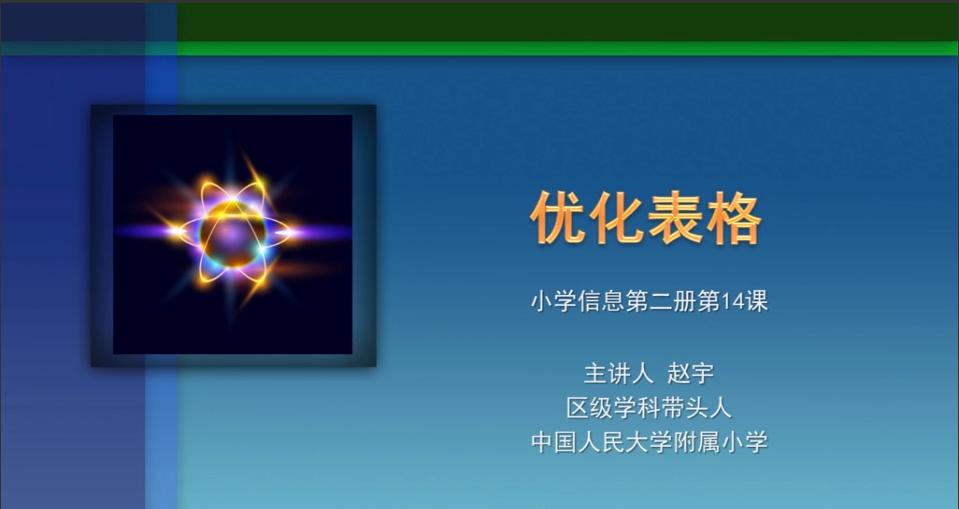 优化表格
小学信息第二册第14课
主讲人 赵宇
区级学科带头人
中国人民大学附属小学